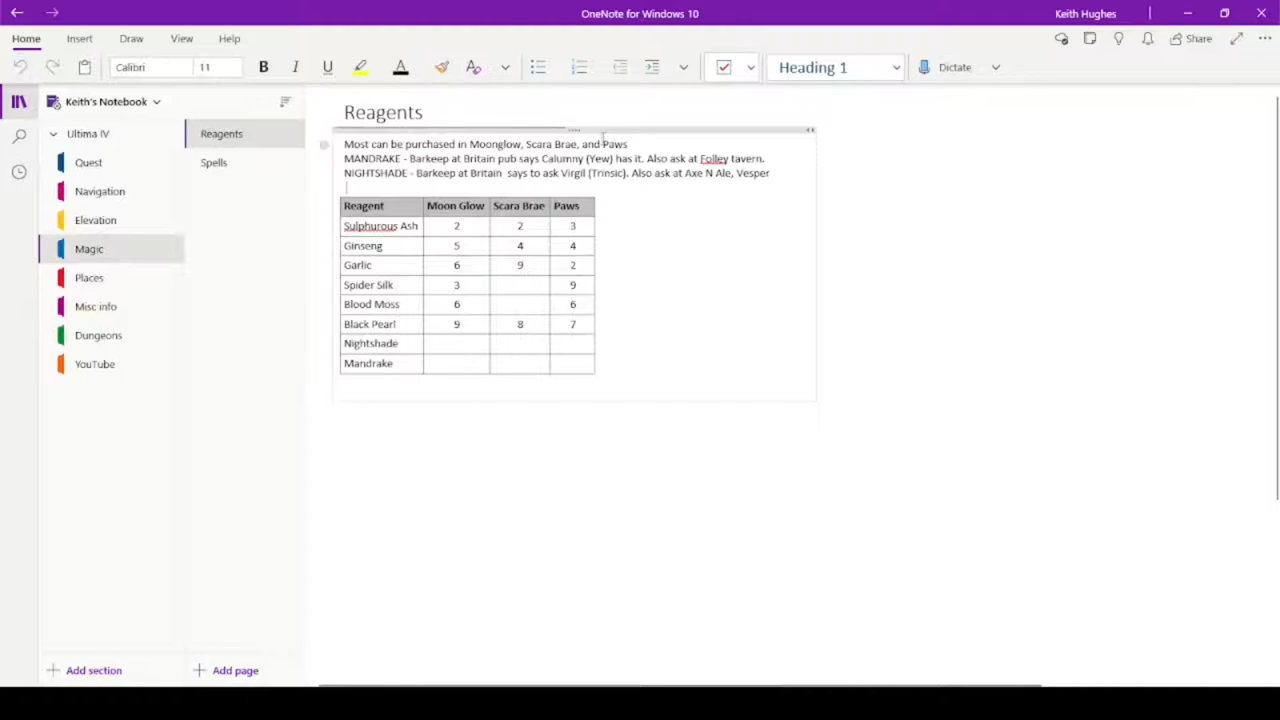 OneNote for Windows 10
Keith Hughes
Home Insert Draw View Help
Share
Calibri 11 B I U A A Heading 1 Dictate
Keith's Notebook
Ultima IV
Quest
Navigation
Elevation
Magic
Places
Misc info
Dungeons
YouTube
Add section
Reagents
Spells
Add page
Reagents
Most can be purchased in Moonglow, Scara Brae, and Paws
MANDRAKE - Barkeep at Britain pub says Calumny (Yew) has it. Also ask at Folley tavern.
NIGHTSHADE - Barkeep at Britain says to ask Virgil (Trinsic). Also ask at Axe N Ale, Vesper
Reagent Moon Glow Scara Brae Paws
Sulphurous Ash 2 2 3
Ginseng 5 4 4
Garlic 6 9 2
Spider Silk 3 9
Blood Moss 6 6
Black Pearl 9 8 7
Nightshade
Mandrake